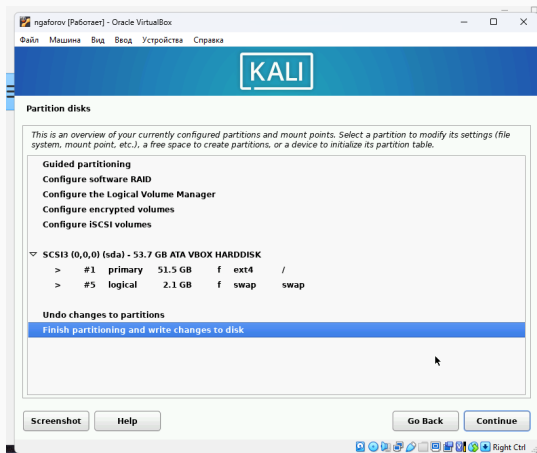 ngaforov [Работает] - Oracle VirtualBox
Файл Машина Вид Ввод Устройства Справка
KALI
Partition disks
This is an overview of your currently configured partitions and mount points. Select a partition to modify its settings (file
system, mount point, etc.), a free space to create partitions, or a device to initialize its partition table.
Guided partitioning
Configure software RAID
Configure the Logical Volume Manager
Configure encrypted volumes
Configure iSCSI volumes
SCSI3 (0,0,0) (sda) - 53.7 GB ATA VBOX HARDDISK
> #1 primary 51.5 GB f ext4 /
> #5 logical 2.1 GB f swap swap
Undo changes to partitions
Finish partitioning and write changes to disk
Screenshot Help Go Back Continue
Right Ctrl